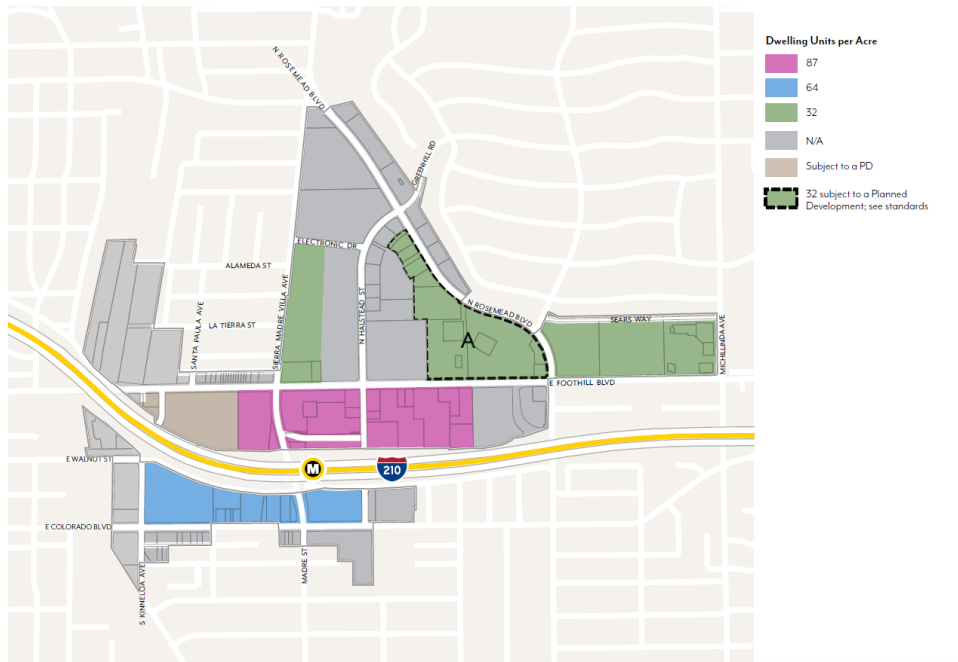 N ROSEMEAD BLVD
GREENHILL RD
ELECTRONIC DR
ALAMEDA ST
SIERRA MADRE VILLA AVE
N HALSTEAD ST
SANTA PAULA AVE
LA TIERRA ST
N ROSEMEAD BLVD
SEARS WAY
MICHILLINDA AVE
A
E FOOTHILL BLVD
E WALNUT ST
M
210
E COLORADO BLVD
MADRE ST
S KINNELOA AVE
Dwelling Units per Acre
87
64
32
N/A
Subject to a PD
32 subject to a Planned
Development; see standards